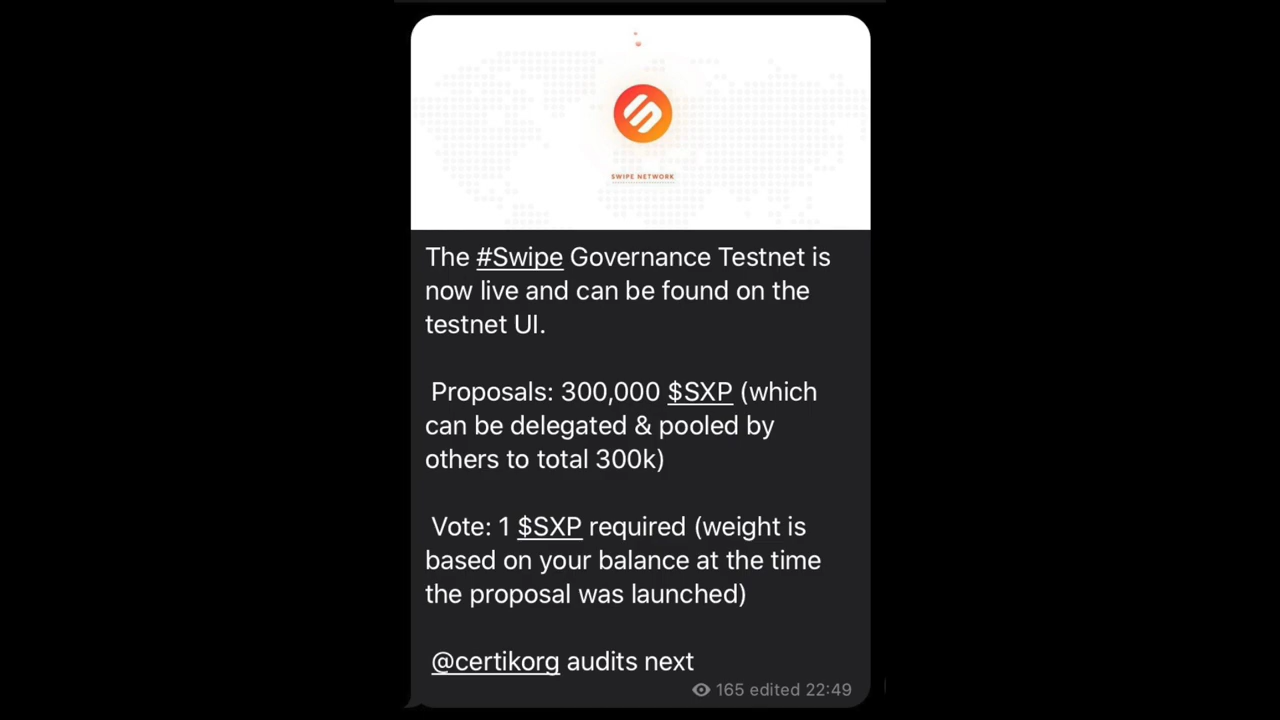 SWIPE NETWORK
The #Swipe Governance Testnet is
now live and can be found on the
testnet UI.
Proposals: 300,000 $SXP (which
can be delegated & pooled by
others to total 300k)
Vote: 1 $SXP required (weight is
based on your balance at the time
the proposal was launched)
@certikorg audits next
165 edited 22:49